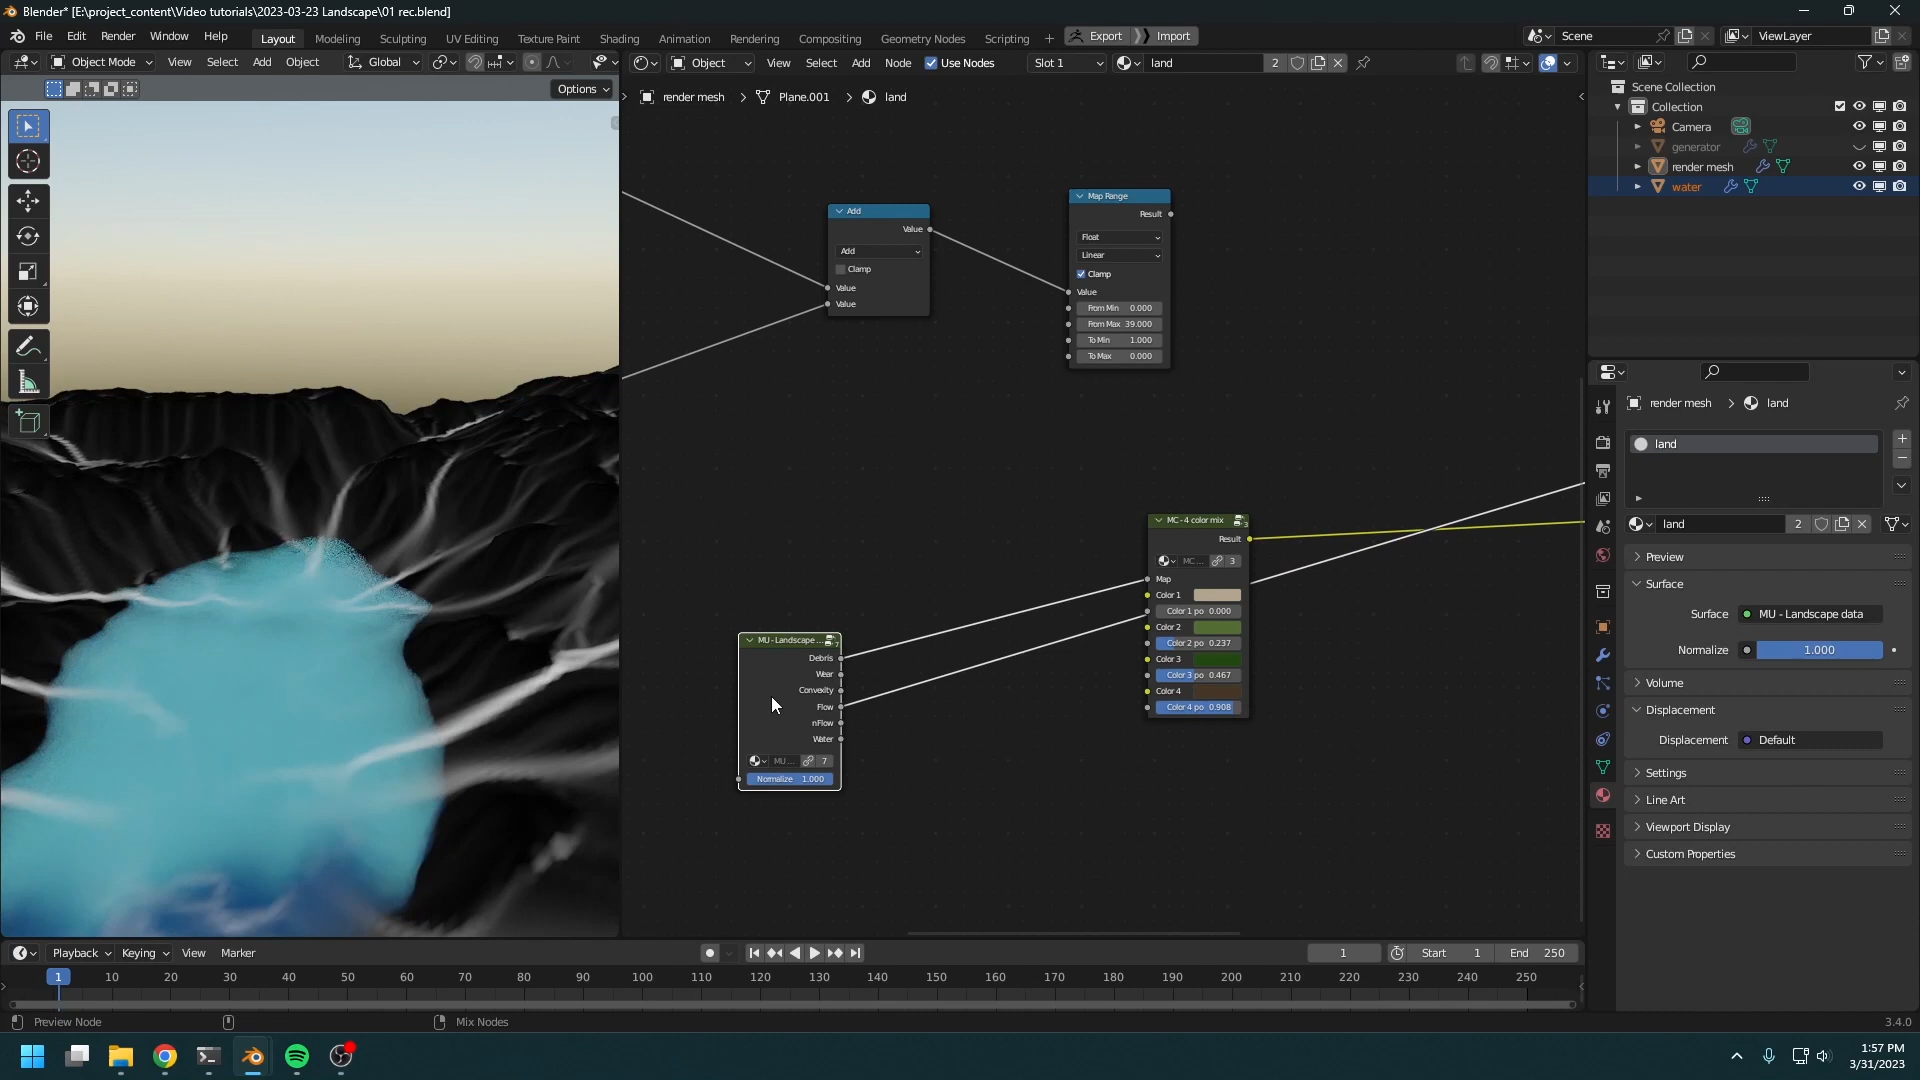 Blender* [E:\project_content\Video tutorials\2023-03-23 Landscape\01 rec.blend]
File Edit Render Window Help Layout Modeling Sculpting UV Editing Texture Paint Shading Animation Rendering Compositing Geometry Nodes Scripting + Export Import Scene ViewLayer
Object Mode View Select Add Object Global Object View Select Add Node Use Nodes Slot 1 land 2
Options
render mesh > Plane.001 > land
Scene Collection
Collection
Camera
generator
render mesh
water
Add
Value
Add
Clamp
Value
Value
Map Range
Result
Float
Linear
Clamp
Value
From Min 0.000
From Max 39.000
To Min 1.000
To Max 0.000
MC - 4 color mix
Result
MC... 3
Map
Color 1
Color 1 po 0.000
Color 2
Color 2 po 0.237
Color 3
Color 3 po 0.467
Color 4
Color 4 po 0.908
MU - Landscape ...
Debris
Wear
Convexity
Flow
nFlow
Water
MU... 7
Normalize 1.000
render mesh > land
land
land 2
Preview
Surface
Surface MU - Landscape data
Normalize 1.000
Volume
Displacement
Displacement Default
Settings
Line Art
Viewport Display
Custom Properties
Playback Keying View Marker 1 Start 1 End 250
1 10 20 30 40 50 60 70 80 90 100 110 120 130 140 150 160 170 180 190 200 210 220 230 240 250
Preview Node Mix Nodes 3.4.0
1:57 PM
3/31/2023